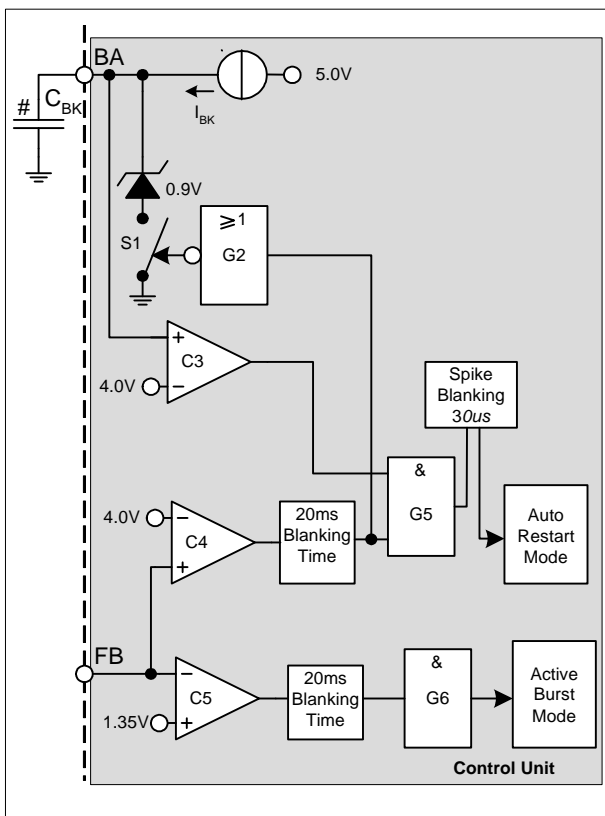 BA
5.0V
# C_BK
I_BK
0.9V
≥1
S1
G2
+
C3
4.0V
−
Spike
Blanking
30us
&
G5
4.0V
−
C4
+
20ms
Blanking
Time
Auto
Restart
Mode
FB
−
C5
1.35V
+
20ms
Blanking
Time
&
G6
Active
Burst
Mode
Control Unit